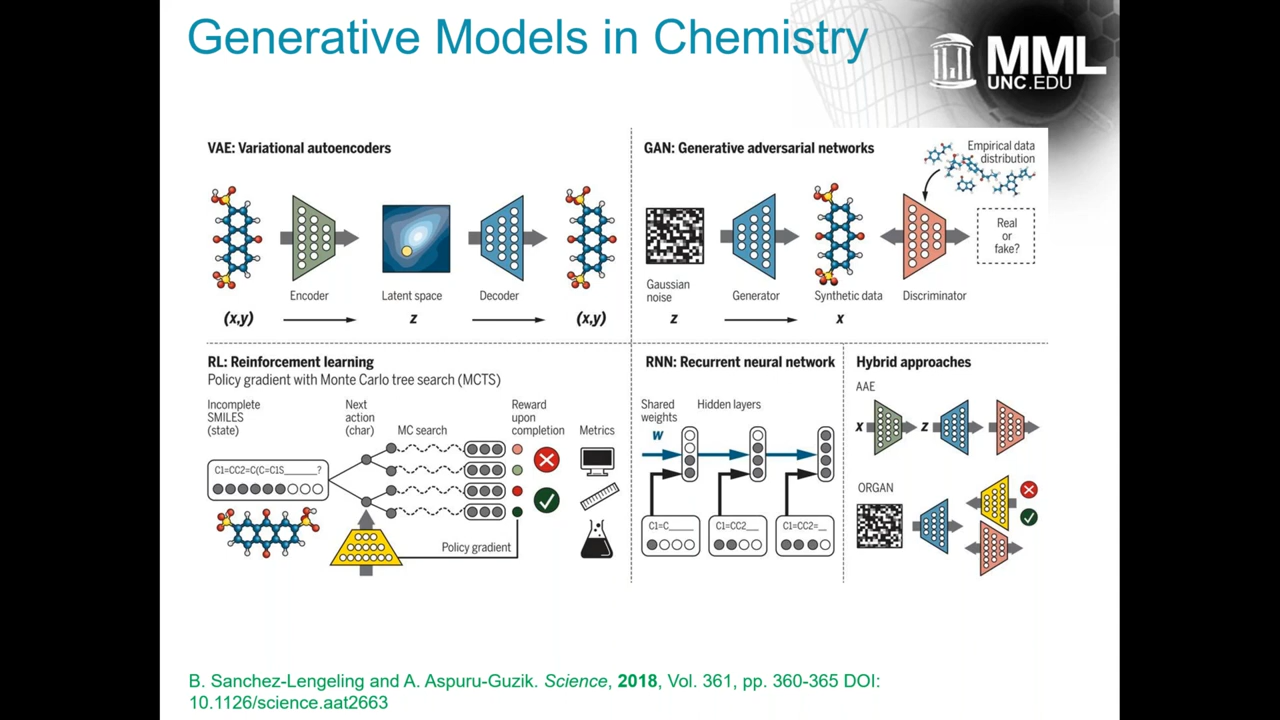 Generative Models in Chemistry
MML
UNC.EDU
VAE: Variational autoencoders
Encoder
Latent space
Decoder
(x,y)
z
(x,y)
GAN: Generative adversarial networks
Empirical data
distribution
Real
or
fake?
Gaussian
noise
Generator
Synthetic data
Discriminator
z
x
RL: Reinforcement learning
Policy gradient with Monte Carlo tree search (MCTS)
Incomplete
SMILES
(state)
Next
action
(char)
MC search
Reward
upon
completion
Metrics
C1=CC2=C(C=C1S______?
Policy gradient
RNN: Recurrent neural network
Shared
weights
Hidden layers
w
C1=C_____
C1=CC2___
C1=CC2=__
Hybrid approaches
AAE
x
z
ORGAN
B. Sanchez-Lengeling and A. Aspuru-Guzik. Science, 2018, Vol. 361, pp. 360-365 DOI:
10.1126/science.aat2663